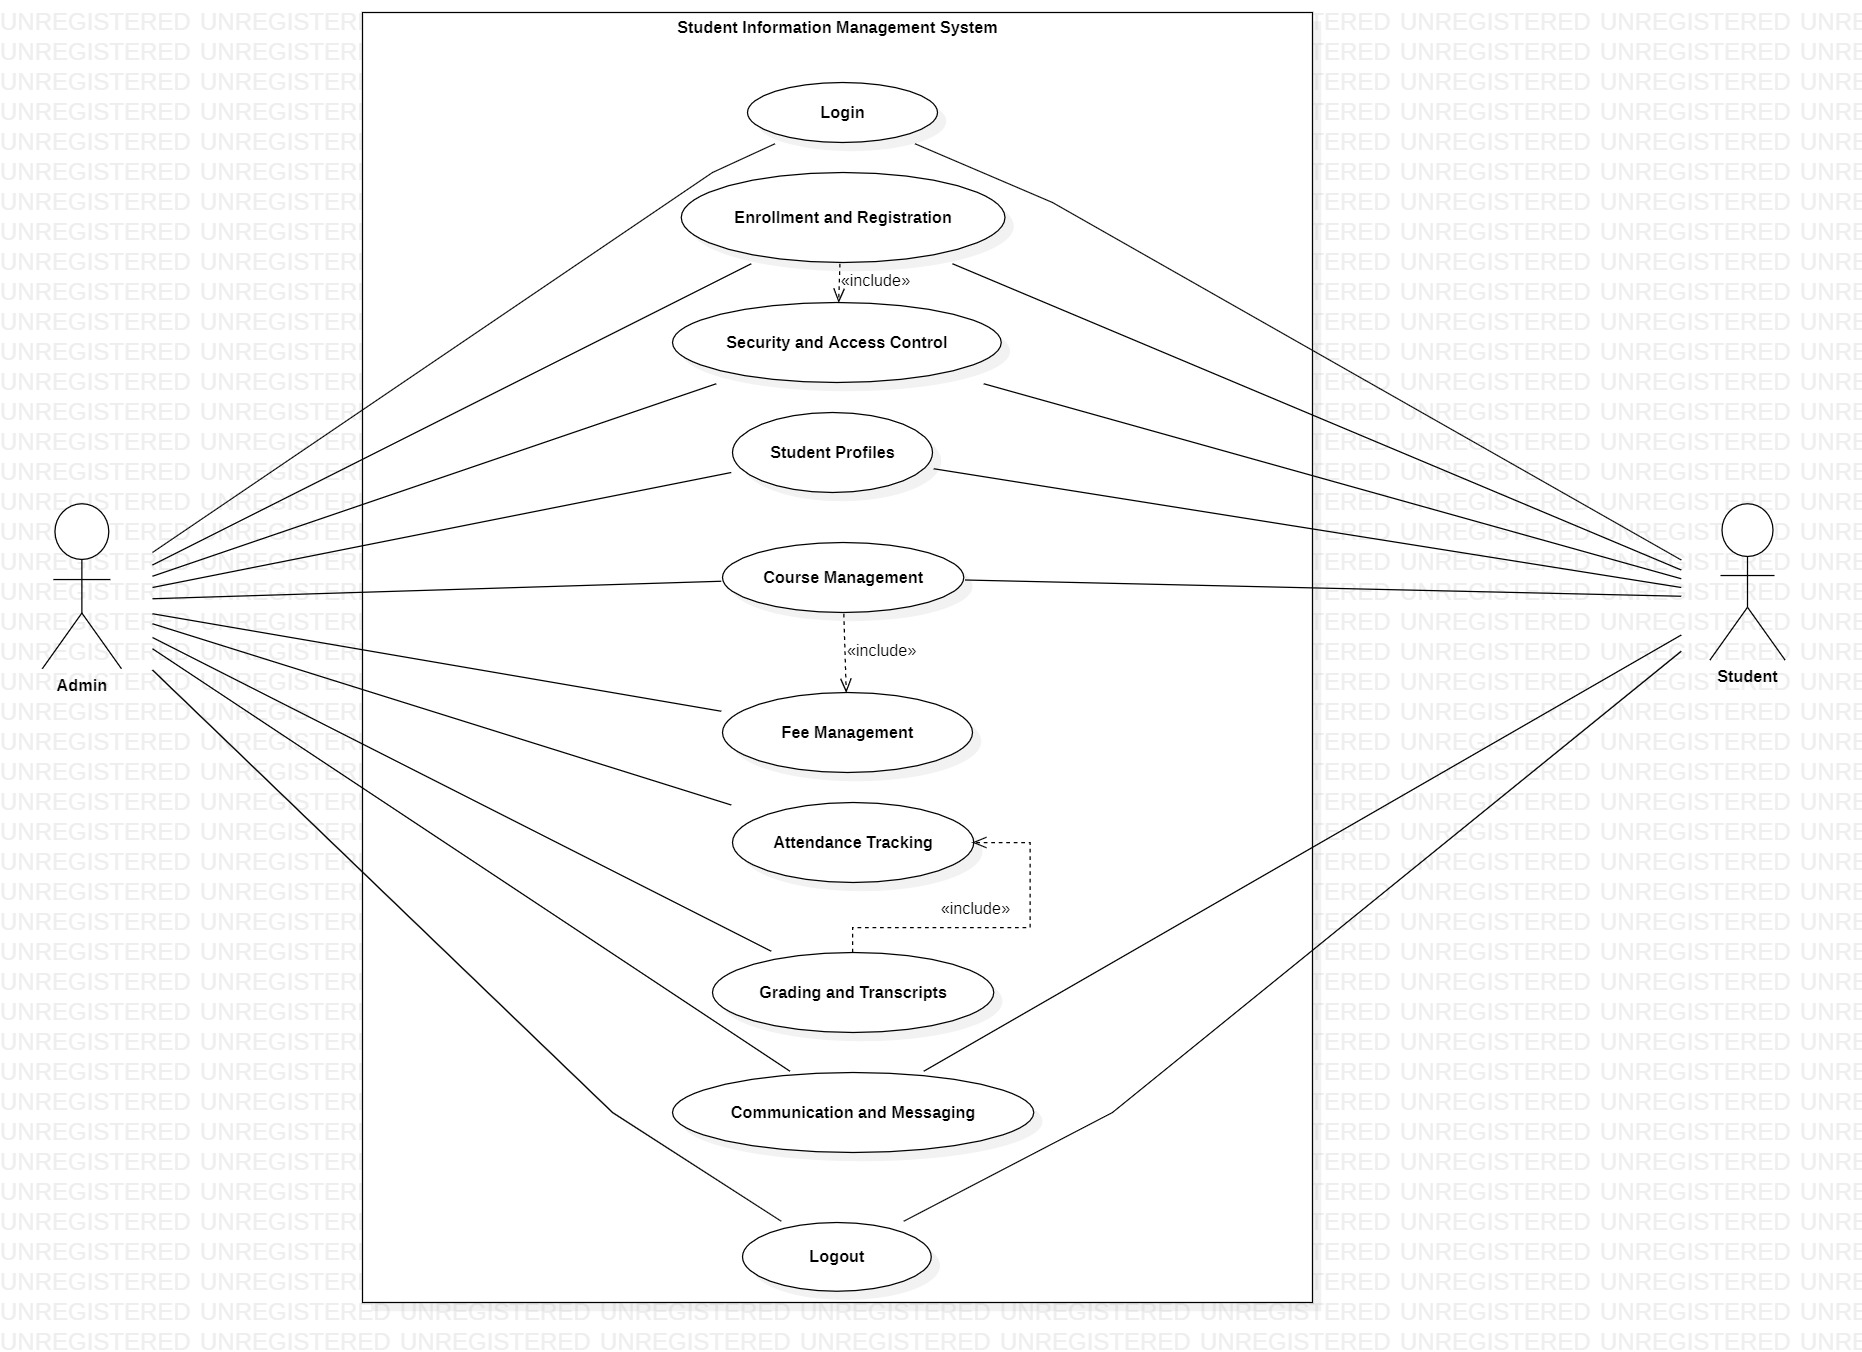 Student Information Management System
Login
Enrollment and Registration
«include»
Security and Access Control
Student Profiles
Course Management
«include»
Admin
Student
Fee Management
Attendance Tracking
«include»
Grading and Transcripts
Communication and Messaging
Logout
UNREGISTERED UNREGISTERED UNREGISTERED UNREGISTERED UNREGISTERED UNREGISTERED UNREGISTERED UNREGISTERED UNREGISTERED UNRE